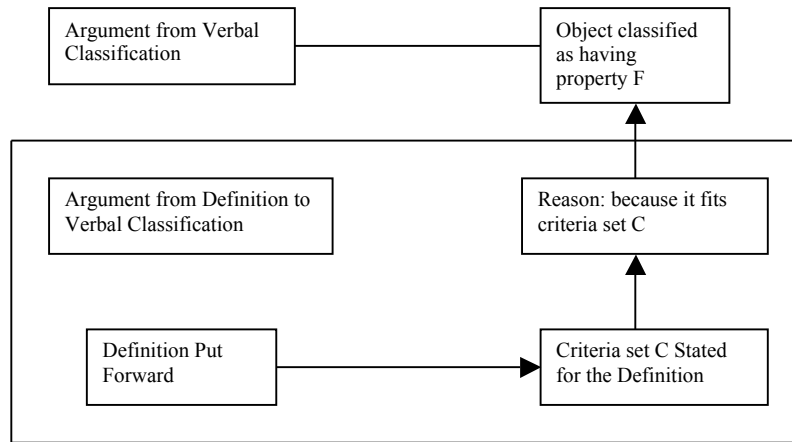 Argument from Verbal
Classification
Object classified
as having
property F
Argument from Definition to
Verbal Classification
Reason: because it fits
criteria set C
Definition Put
Forward
Criteria set C Stated
for the Definition